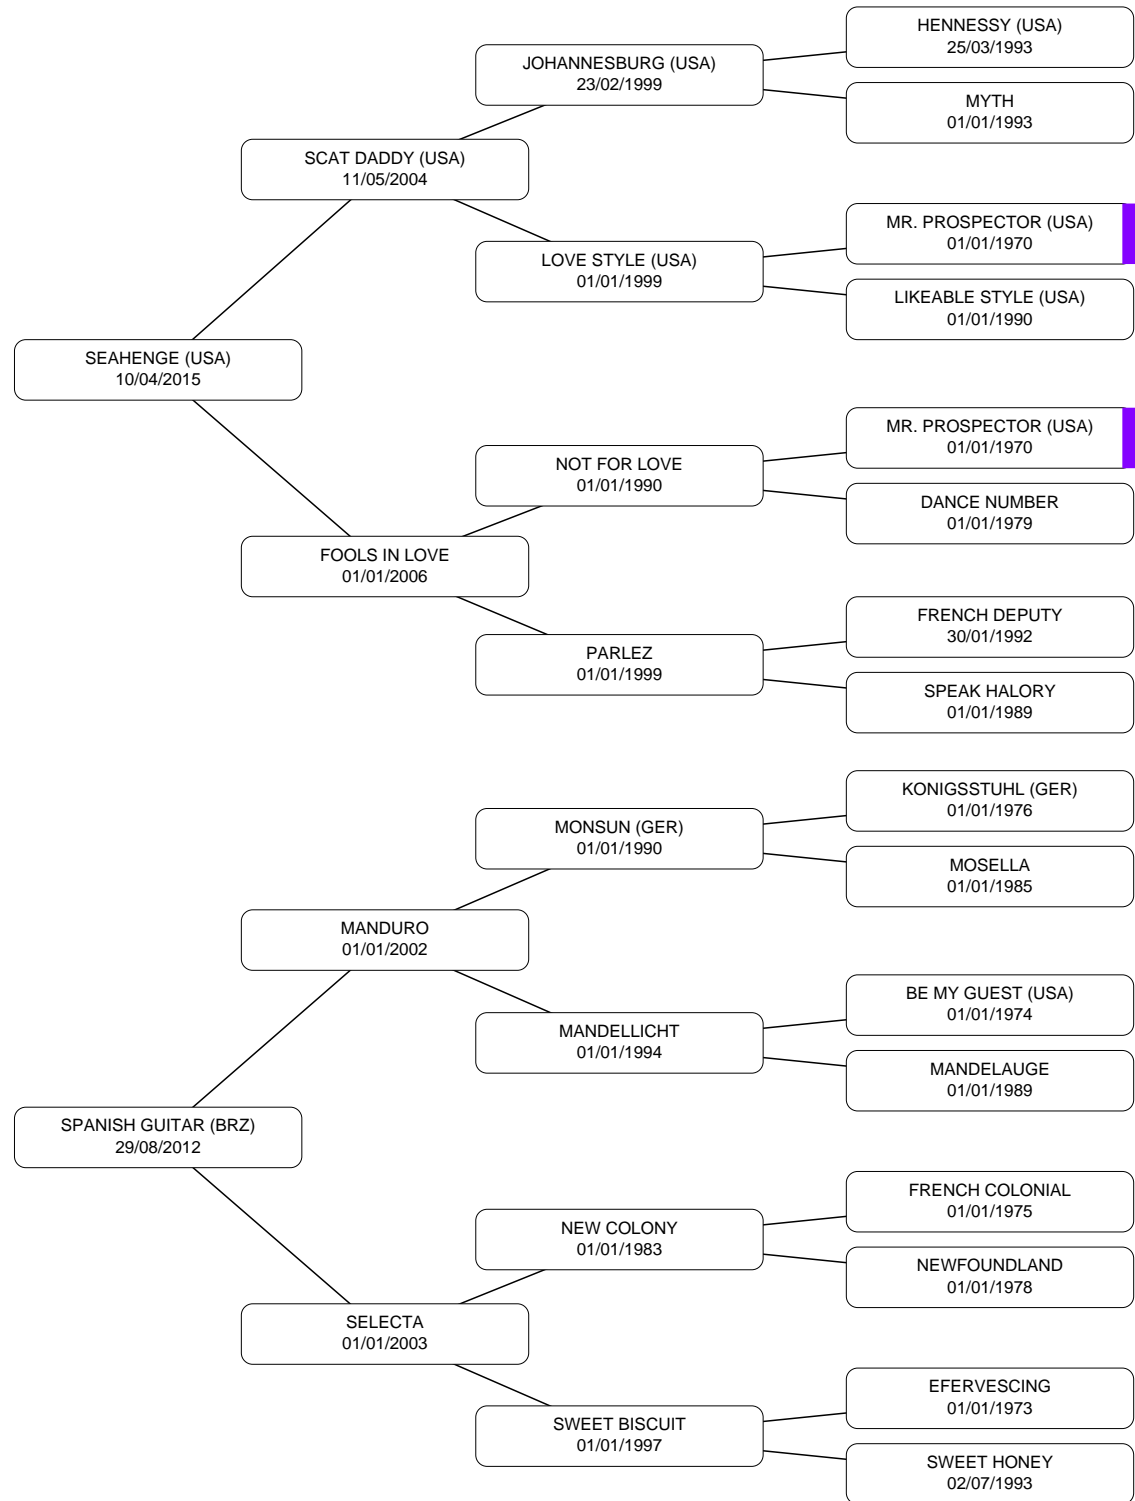 HENNESSY (USA)
25/03/1993
JOHANNESBURG (USA)
23/02/1999
MYTH
01/01/1993
SCAT DADDY (USA)
11/05/2004
MR. PROSPECTOR (USA)
01/01/1970
LOVE STYLE (USA)
01/01/1999
LIKEABLE STYLE (USA)
01/01/1990
SEAHENGE (USA)
10/04/2015
MR. PROSPECTOR (USA)
01/01/1970
NOT FOR LOVE
01/01/1990
DANCE NUMBER
01/01/1979
FOOLS IN LOVE
01/01/2006
FRENCH DEPUTY
30/01/1992
PARLEZ
01/01/1999
SPEAK HALORY
01/01/1989
KONIGSSTUHL (GER)
01/01/1976
MONSUN (GER)
01/01/1990
MOSELLA
01/01/1985
MANDURO
01/01/2002
BE MY GUEST (USA)
01/01/1974
MANDELLICHT
01/01/1994
MANDELAUGE
01/01/1989
SPANISH GUITAR (BRZ)
29/08/2012
FRENCH COLONIAL
01/01/1975
NEW COLONY
01/01/1983
NEWFOUNDLAND
01/01/1978
SELECTA
01/01/2003
EFERVESCING
01/01/1973
SWEET BISCUIT
01/01/1997
SWEET HONEY
02/07/1993